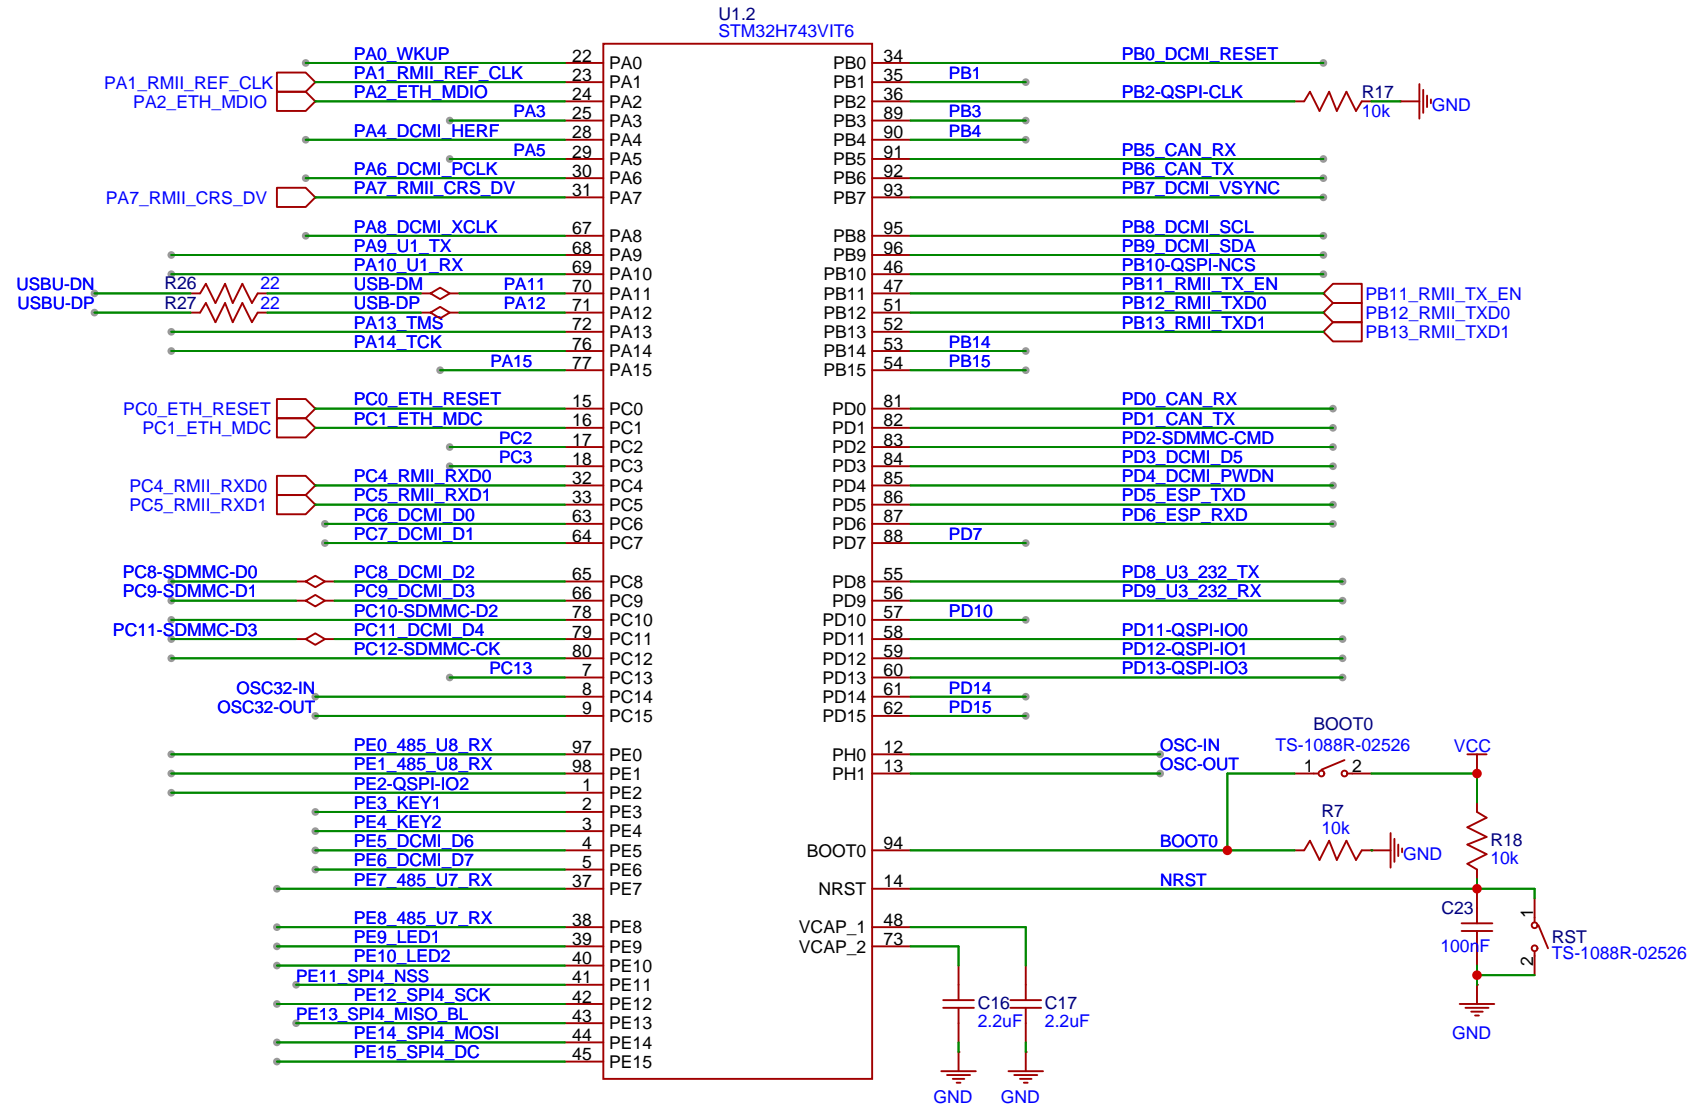 U1.2
STM32H743VIT6
PA0_WKUP 22 PA0
PA1_RMII_REF_CLK PA1_RMII_REF_CLK 23 PA1
PA2_ETH_MDIO PA2_ETH_MDIO 24 PA2
PA3 25 PA3
PA4_DCMI_HERF 28 PA4
PA5 29 PA5
PA6_DCMI_PCLK 30 PA6
PA7_RMII_CRS_DV PA7_RMII_CRS_DV 31 PA7
PA8_DCMI_XCLK 67 PA8
PA9_U1_TX 68 PA9
PA10_U1_RX 69 PA10
USBU-DN R26 22 USB-DM PA11 70 PA11
USBU-DP R27 22 USB-DP PA12 71 PA12
PA13_TMS 72 PA13
PA14_TCK 76 PA14
PA15 77 PA15
PC0_ETH_RESET PC0_ETH_RESET 15 PC0
PC1_ETH_MDC PC1_ETH_MDC 16 PC1
PC2 17 PC2
PC3 18 PC3
PC4_RMII_RXD0 PC4_RMII_RXD0 32 PC4
PC5_RMII_RXD1 PC5_RMII_RXD1 33 PC5
PC6_DCMI_D0 63 PC6
PC7_DCMI_D1 64 PC7
PC8-SDMMC-D0 PC8_DCMI_D2 65 PC8
PC9-SDMMC-D1 PC9_DCMI_D3 66 PC9
PC10-SDMMC-D2 78 PC10
PC11-SDMMC-D3 PC11_DCMI_D4 79 PC11
PC12-SDMMC-CK 80 PC12
PC13 7 PC13
OSC32-IN 8 PC14
OSC32-OUT 9 PC15
PE0_485_U8_RX 97 PE0
PE1_485_U8_RX 98 PE1
PE2-QSPI-IO2 1 PE2
PE3_KEY1 2 PE3
PE4_KEY2 3 PE4
PE5_DCMI_D6 4 PE5
PE6_DCMI_D7 5 PE6
PE7_485_U7_RX 37 PE7
PE8_485_U7_RX 38 PE8
PE9_LED1 39 PE9
PE10_LED2 40 PE10
PE11_SPI4_NSS 41 PE11
PE12_SPI4_SCK 42 PE12
PE13_SPI4_MISO_BL 43 PE13
PE14_SPI4_MOSI 44 PE14
PE15_SPI4_DC 45 PE15
PB0 34 PB0_DCMI_RESET
PB1 35 PB1
PB2 36 PB2-QSPI-CLK R17 10k GND
PB3 89 PB3
PB4 90 PB4
PB5 91 PB5_CAN_RX
PB6 92 PB6_CAN_TX
PB7 93 PB7_DCMI_VSYNC
PB8 95 PB8_DCMI_SCL
PB9 96 PB9_DCMI_SDA
PB10 46 PB10-QSPI-NCS
PB11 47 PB11_RMII_TX_EN PB11_RMII_TX_EN
PB12 51 PB12_RMII_TXD0 PB12_RMII_TXD0
PB13 52 PB13_RMII_TXD1 PB13_RMII_TXD1
PB14 53 PB14
PB15 54 PB15
PD0 81 PD0_CAN_RX
PD1 82 PD1_CAN_TX
PD2 83 PD2-SDMMC-CMD
PD3 84 PD3_DCMI_D5
PD4 85 PD4_DCMI_PWDN
PD5 86 PD5_ESP_TXD
PD6 87 PD6_ESP_RXD
PD7 88 PD7
PD8 55 PD8_U3_232_TX
PD9 56 PD9_U3_232_RX
PD10 57 PD10
PD11 58 PD11-QSPI-IO0
PD12 59 PD12-QSPI-IO1
PD13 60 PD13-QSPI-IO3
PD14 61 PD14
PD15 62 PD15
PH0 12 OSC-IN
PH1 13 OSC-OUT
BOOT0
TS-1088R-02526
1 2
VCC
R7
10k
BOOT0 94 BOOT0 GND
R18
10k
NRST 14 NRST
C23
100nF
1
2
RST
TS-1088R-02526
GND
VCAP_1 48
VCAP_2 73
C16
2.2uF
C17
2.2uF
GND GND